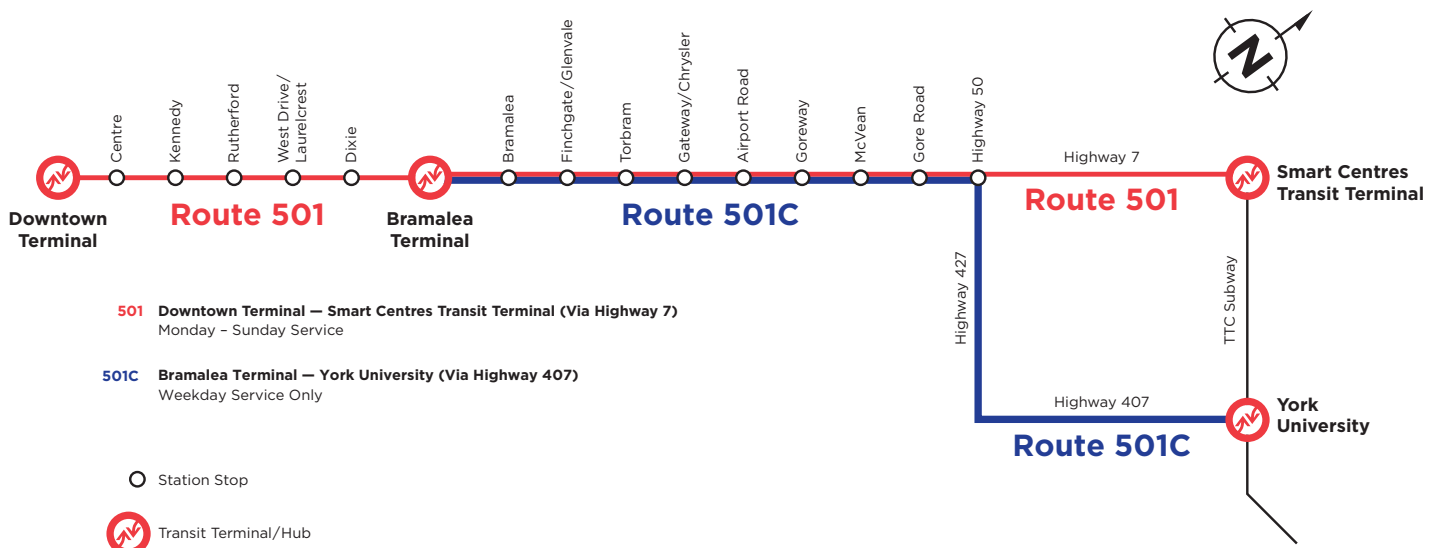 Centre
Kennedy
Rutherford
West Drive/
Laurelcrest
Dixie
Bramalea
Finchgate/Glenvale
Torbram
Gateway/Chrysler
Airport Road
Goreway
McVean
Gore Road
Highway 50
N
Highway 7
Smart Centres
Transit Terminal
Downtown
Terminal
Route 501
Bramalea
Terminal
Route 501C
Route 501
Highway 427
TTC Subway
501 Downtown Terminal — Smart Centres Transit Terminal (Via Highway 7)
Monday – Sunday Service
501C Bramalea Terminal — York University (Via Highway 407)
Weekday Service Only
Highway 407
York
University
Route 501C
Station Stop
Transit Terminal/Hub